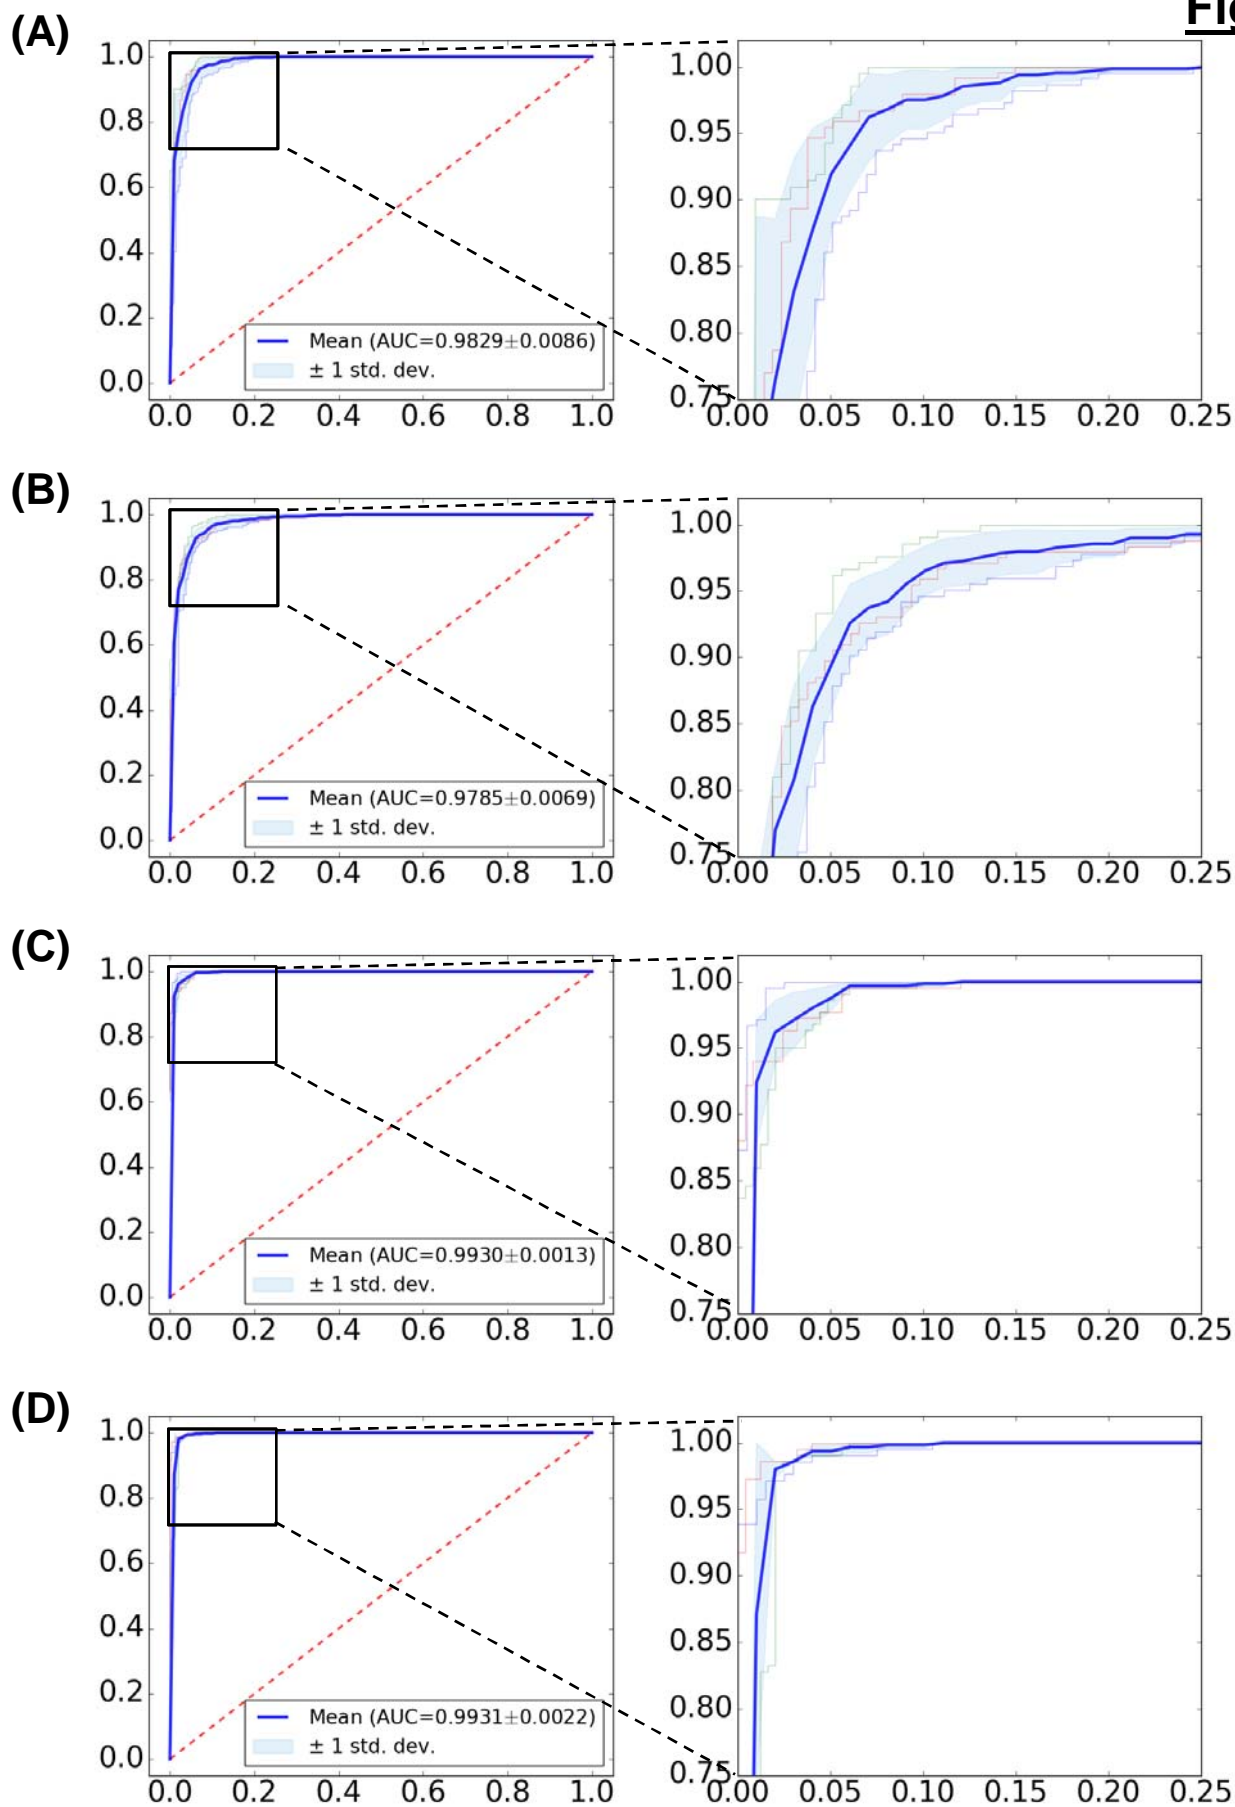 Fig
(A)
1.0
0.8
0.6
0.4
0.2
0.0
0.0 0.2 0.4 0.6 0.8 1.0
Mean (AUC=0.9829±0.0086)
± 1 std. dev.
1.00
0.95
0.90
0.85
0.80
0.75
0.00 0.05 0.10 0.15 0.20 0.25
(B)
1.0
0.8
0.6
0.4
0.2
0.0
0.0 0.2 0.4 0.6 0.8 1.0
Mean (AUC=0.9785±0.0069)
± 1 std. dev.
1.00
0.95
0.90
0.85
0.80
0.75
0.00 0.05 0.10 0.15 0.20 0.25
(C)
1.0
0.8
0.6
0.4
0.2
0.0
0.0 0.2 0.4 0.6 0.8 1.0
Mean (AUC=0.9930±0.0013)
± 1 std. dev.
1.00
0.95
0.90
0.85
0.80
0.75
0.00 0.05 0.10 0.15 0.20 0.25
(D)
1.0
0.8
0.6
0.4
0.2
0.0
0.0 0.2 0.4 0.6 0.8 1.0
Mean (AUC=0.9931±0.0022)
± 1 std. dev.
1.00
0.95
0.90
0.85
0.80
0.75
0.00 0.05 0.10 0.15 0.20 0.25